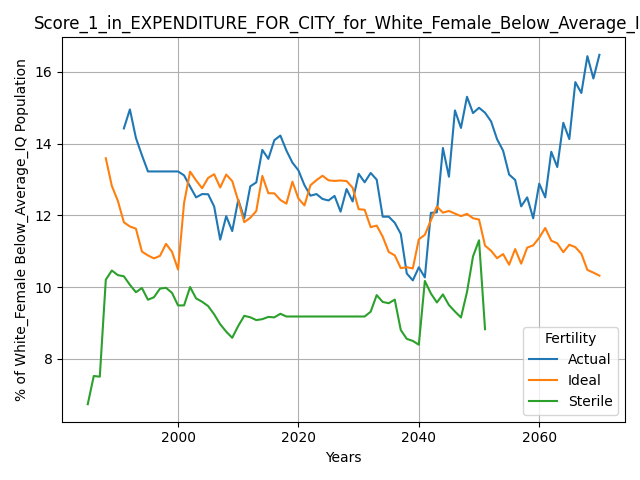 Score_1_in_EXPENDITURE_FOR_CITY_for_White_Female_Below_Average_I
% of White_Female Below_Average_IQ Population
16
14
12
10
8
2000
2020
2040
2060
Years
Fertility
Actual
Ideal
Sterile